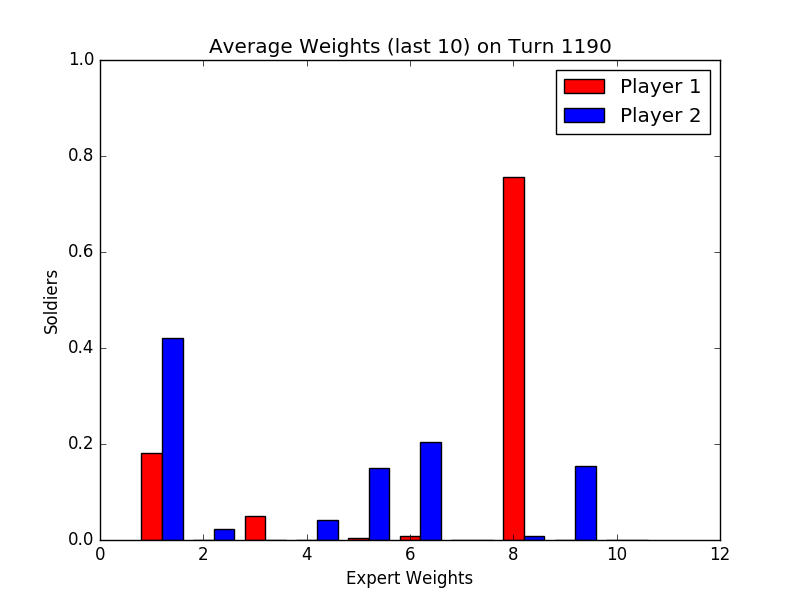 Average Weights (last 10) on Turn 1190
1.0
0.8
0.6
0.4
0.2
0.0
Soldiers
Player 1
Player 2
0 2 4 6 8 10 12
Expert Weights